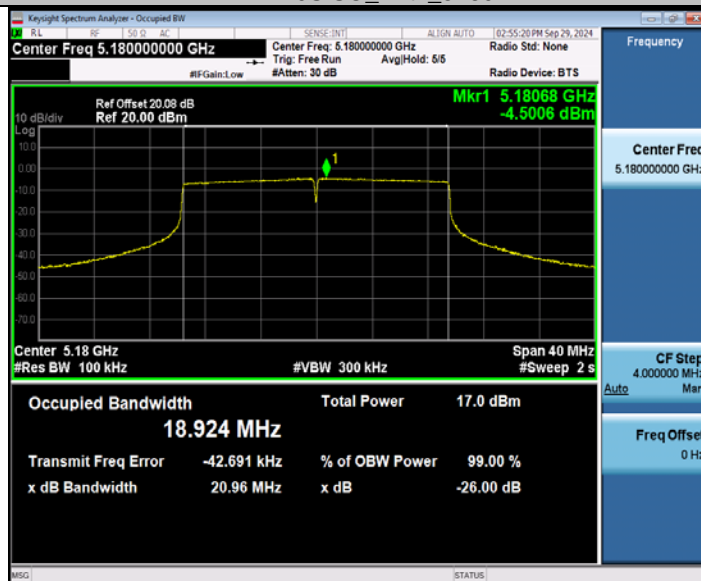 Keysight Spectrum Analyzer - Occupied BW
RL RF 50 Ω AC SENSE:INT ALIGN AUTO 02:55:20 PM Sep 29, 2024
Center Freq 5.180000000 GHz
Center Freq: 5.180000000 GHz
Radio Std: None
Trig: Free Run Avg|Hold: 5/5
#IFGain:Low #Atten: 30 dB Radio Device: BTS
Frequency
Mkr1 5.18068 GHz
-4.5006 dBm
Ref Offset 20.08 dB
10 dB/div Ref 20.00 dBm
Log
10.0
0.00
-10.0
-20.0
-30.0
-40.0
-50.0
-60.0
-70.0
1
Center Freq
5.180000000 GHz
Center 5.18 GHz Span 40 MHz
#Res BW 100 kHz #VBW 300 kHz #Sweep 2 s
CF Step
4.000000 MHz
Auto Man
Freq Offset
0 Hz
Occupied Bandwidth Total Power 17.0 dBm
18.924 MHz
Transmit Freq Error -42.691 kHz % of OBW Power 99.00 %
x dB Bandwidth 20.96 MHz x dB -26.00 dB
MSG STATUS